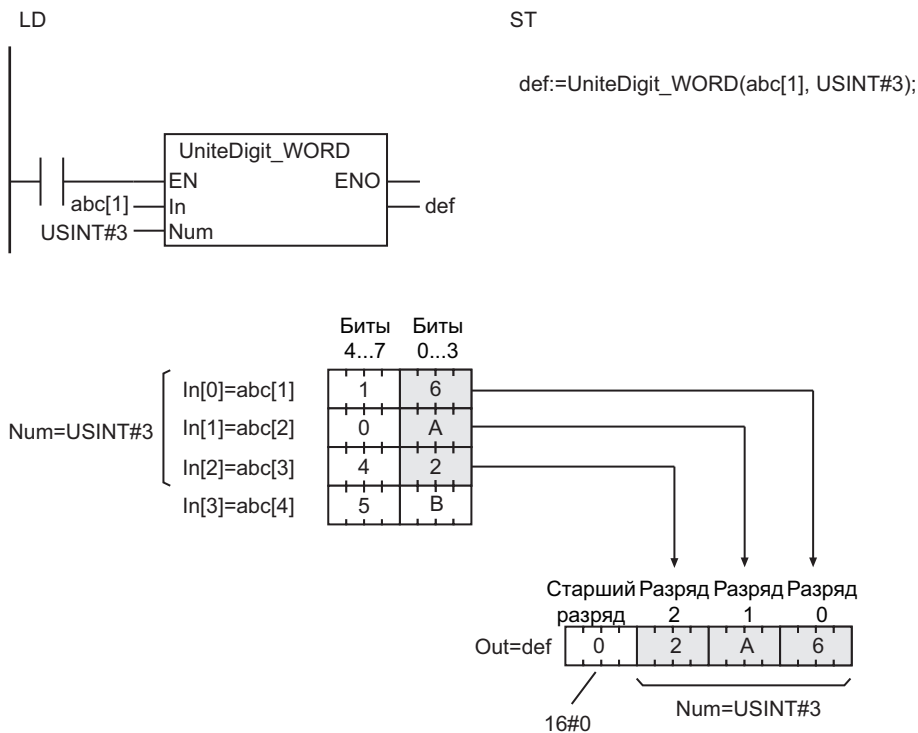 LD
ST
def:=UniteDigit_WORD(abc[1], USINT#3);
UniteDigit_WORD
EN ENO
abc[1] In def
USINT#3 Num
Биты Биты
4...7 0...3
In[0]=abc[1] 1 6
Num=USINT#3 In[1]=abc[2] 0 A
In[2]=abc[3] 4 2
In[3]=abc[4] 5 B
Старший Разряд Разряд Разряд
разряд 2 1 0
Out=def 0 2 A 6
16#0 Num=USINT#3